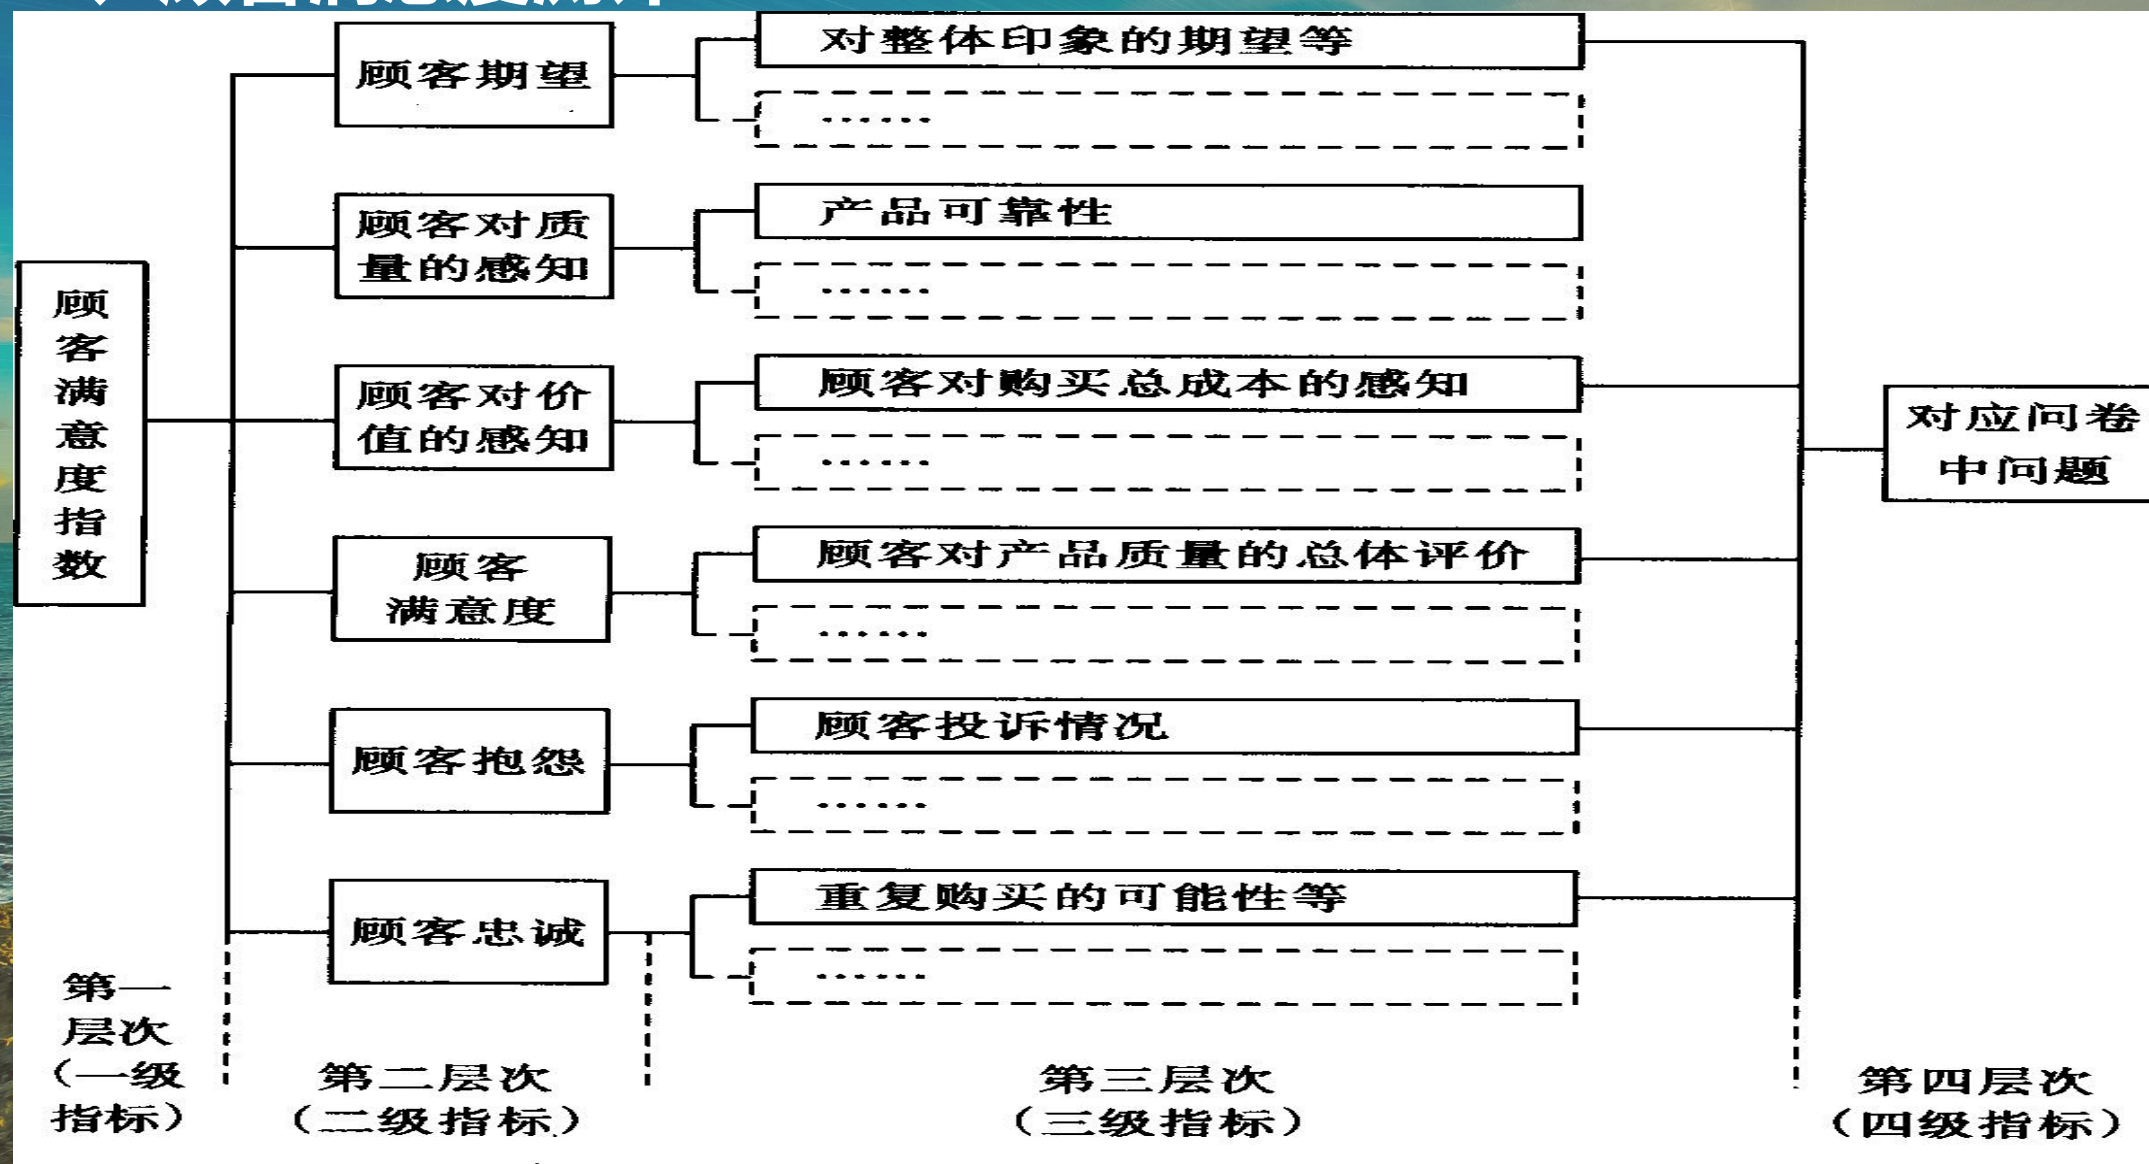 对整体印象的期望等
顾客期望
……
产品可靠性
顾客对质
量的感知
……
顾客满意度指数
顾客对购买总成本的感知
顾客对价
值的感知
……
对应问卷
中问题
顾客对产品质量的总体评价
顾客
满意度
……
顾客投诉情况
顾客抱怨
……
重复购买的可能性等
顾客忠诚
……
第一
层次
（一级
指标）
第二层次
（二级指标）
第三层次
（三级指标）
第四层次
（四级指标）